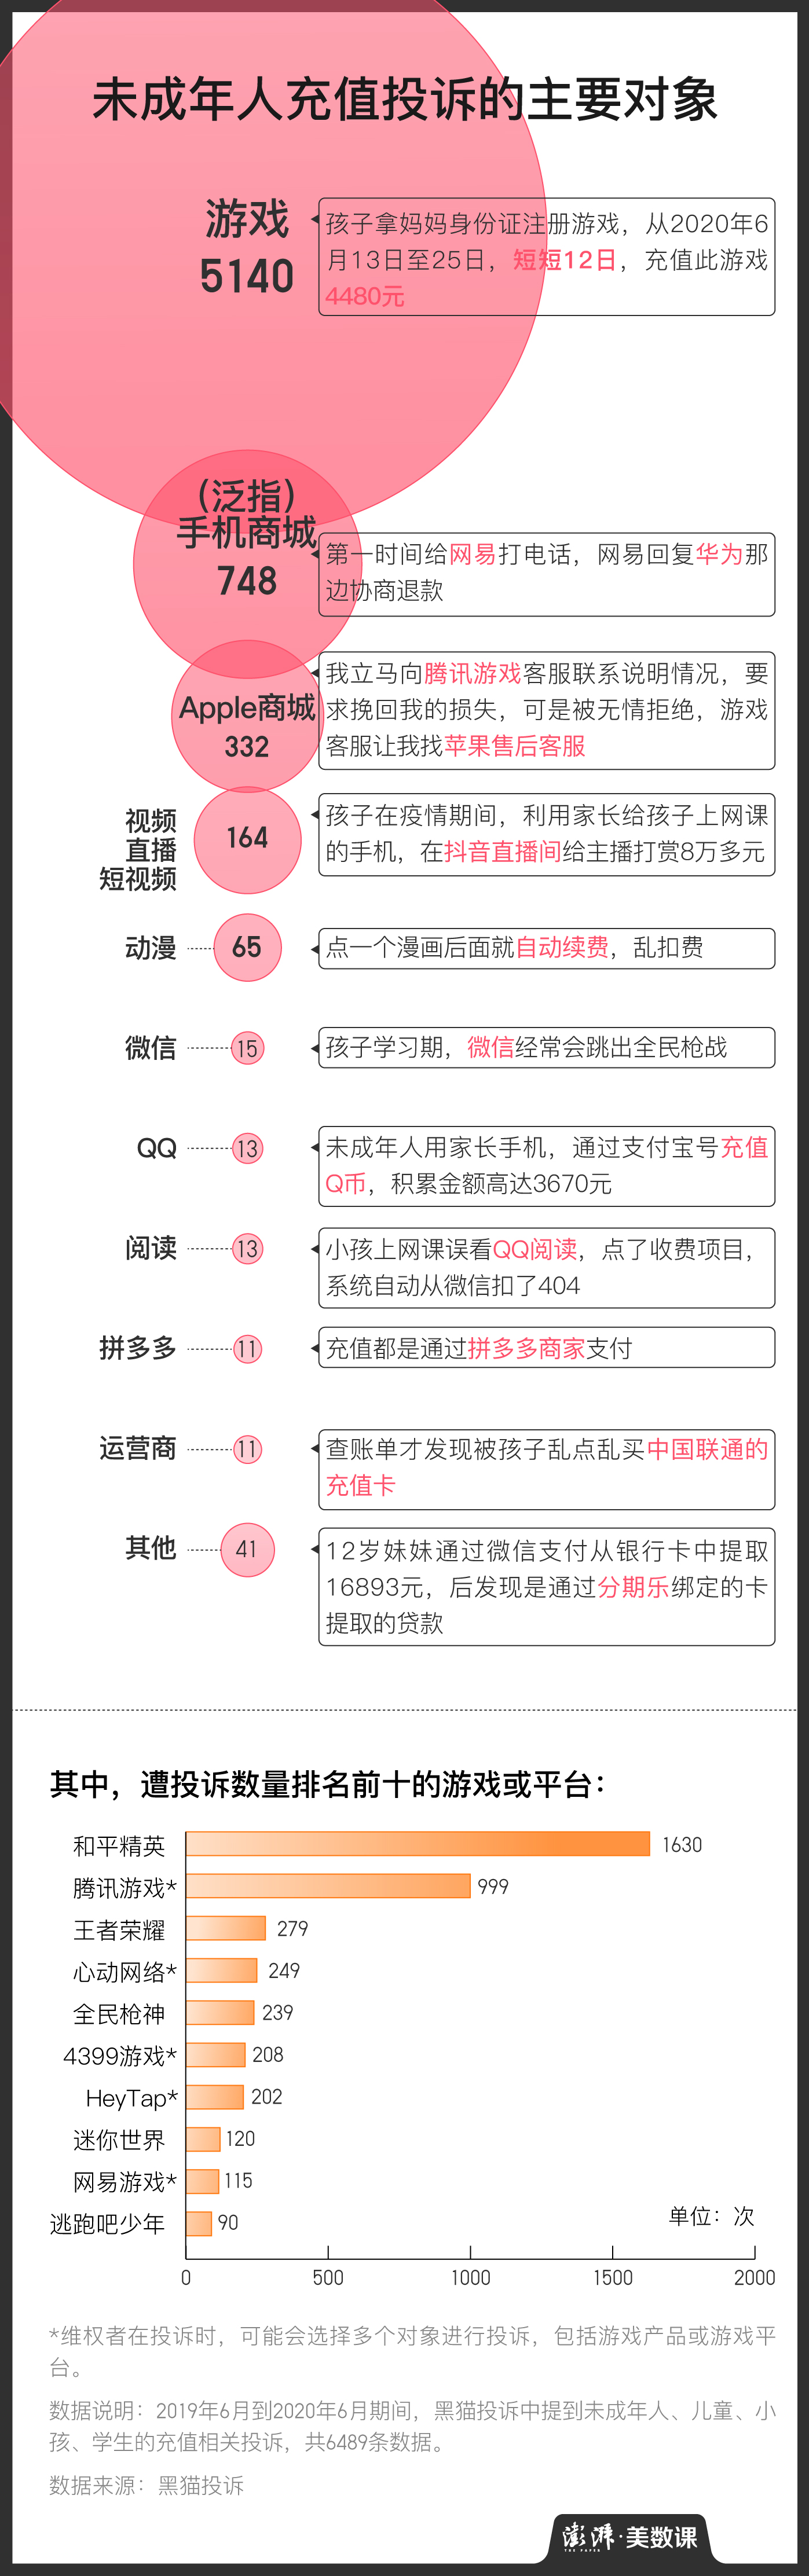 未成年人充值投诉的主要对象
游戏
5140
孩子拿妈妈身份证注册游戏，从2020年6
月13日至25日，短短12日，充值此游戏
4480元
（泛指）
手机商城
748
第一时间给网易打电话，网易回复华为那
边协商退款
Apple商城
332
我立马向腾讯游戏客服联系说明情况，要
求挽回我的损失，可是被无情拒绝，游戏
客服让我找苹果售后客服
视频
直播
短视频
164
孩子在疫情期间，利用家长给孩子上网课
的手机，在抖音直播间给主播打赏8万多元
动漫
65
点一个漫画后面就自动续费，乱扣费
微信
15
孩子学习期，微信经常会跳出全民枪战
QQ
13
未成年人用家长手机，通过支付宝号充值
Q币，积累金额高达3670元
阅读
13
小孩上网课误看QQ阅读，点了收费项目，
系统自动从微信扣了404
拼多多
11
充值都是通过拼多多商家支付
运营商
11
查账单才发现被孩子乱点乱买中国联通的
充值卡
其他
41
12岁妹妹通过微信支付从银行卡中提取
16893元，后发现是通过分期乐绑定的卡
提取的贷款
其中，遭投诉数量排名前十的游戏或平台：
和平精英 1630
腾讯游戏* 999
王者荣耀 279
心动网络* 249
全民枪神 239
4399游戏* 208
HeyTap* 202
迷你世界 120
网易游戏* 115
逃跑吧少年 90
单位：次
0 500 1000 1500 2000
*维权者在投诉时，可能会选择多个对象进行投诉，包括游戏产品或游戏平
台。
数据说明：2019年6月到2020年6月期间，黑猫投诉中提到未成年人、儿童、小
孩、学生的充值相关投诉，共6489条数据。
数据来源：黑猫投诉
澎湃·美数课
THE PAPER